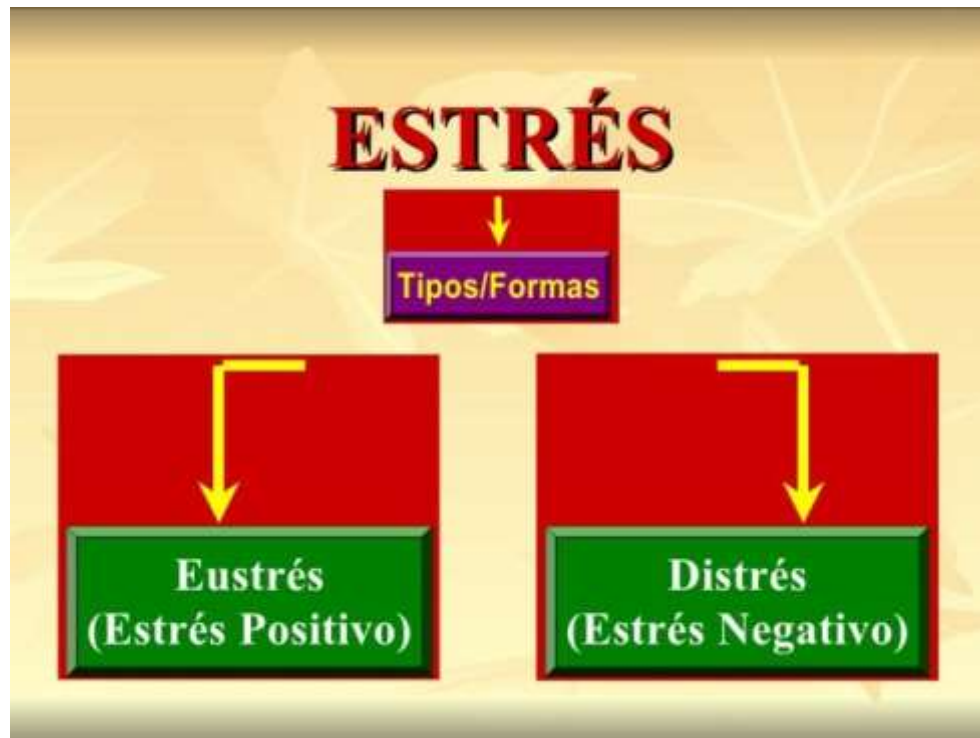 ESTRÉS
Tipos/Formas
Eustrés
(Estrés Positivo)
Distrés
(Estrés Negativo)